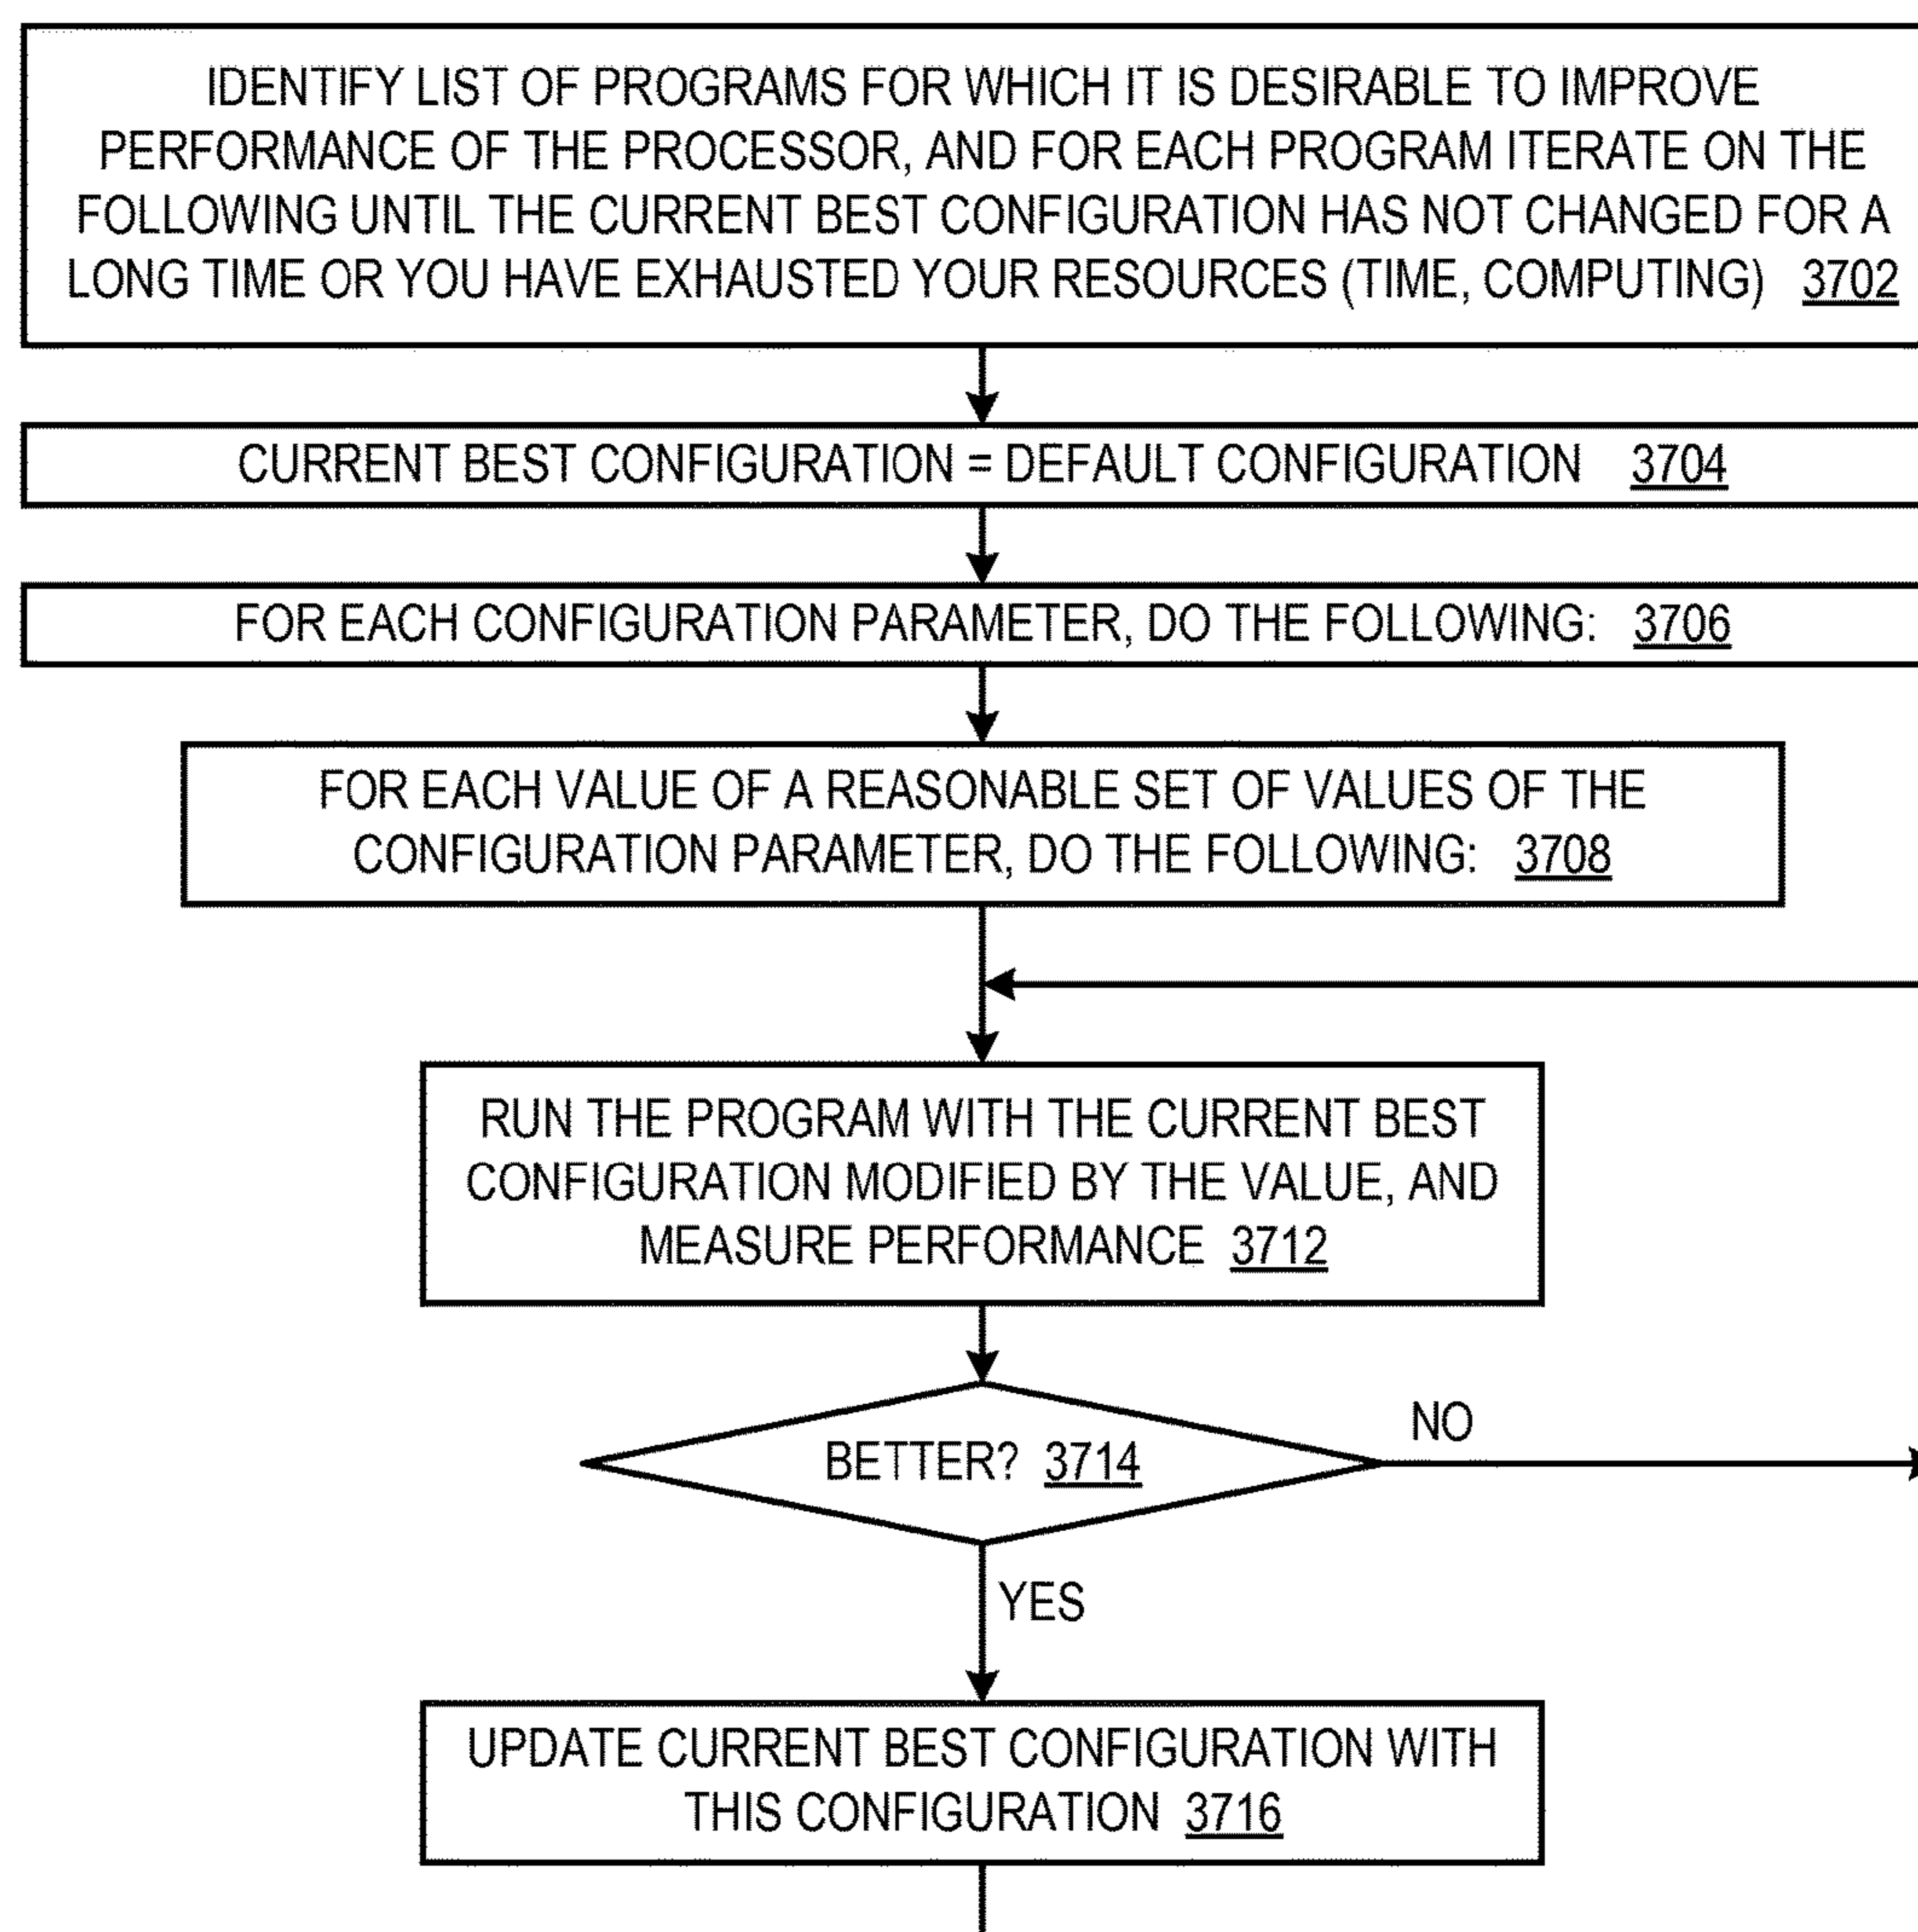 IDENTIFY LIST OF PROGRAMS FOR WHICH IT IS DESIRABLE TO IMPROVE
PERFORMANCE OF THE PROCESSOR, AND FOR EACH PROGRAM ITERATE ON THE
FOLLOWING UNTIL THE CURRENT BEST CONFIGURATION HAS NOT CHANGED FOR A
LONG TIME OR YOU HAVE EXHAUSTED YOUR RESOURCES (TIME, COMPUTING) 3702
CURRENT BEST CONFIGURATION = DEFAULT CONFIGURATION 3704
FOR EACH CONFIGURATION PARAMETER, DO THE FOLLOWING: 3706
FOR EACH VALUE OF A REASONABLE SET OF VALUES OF THE
CONFIGURATION PARAMETER, DO THE FOLLOWING: 3708
RUN THE PROGRAM WITH THE CURRENT BEST
CONFIGURATION MODIFIED BY THE VALUE, AND
MEASURE PERFORMANCE 3712
BETTER? 3714
NO
YES
UPDATE CURRENT BEST CONFIGURATION WITH
THIS CONFIGURATION 3716